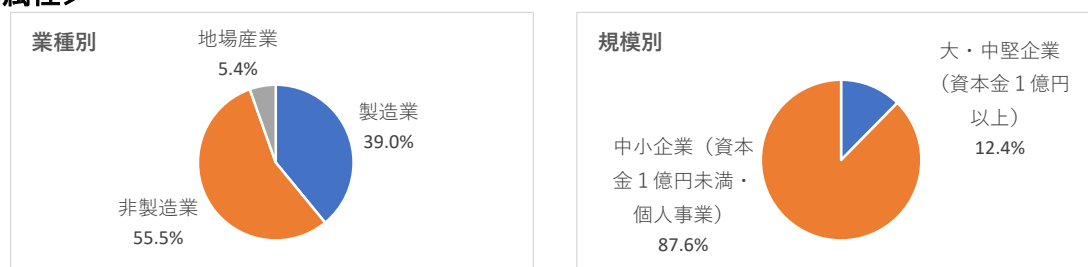 業種別
地場産業
5.4%
製造業
39.0%
非製造業
55.5%
規模別
大・中堅企業
（資本金１億円
以上）
12.4%
中小企業（資本
金１億円未満・
個人事業）
87.6%